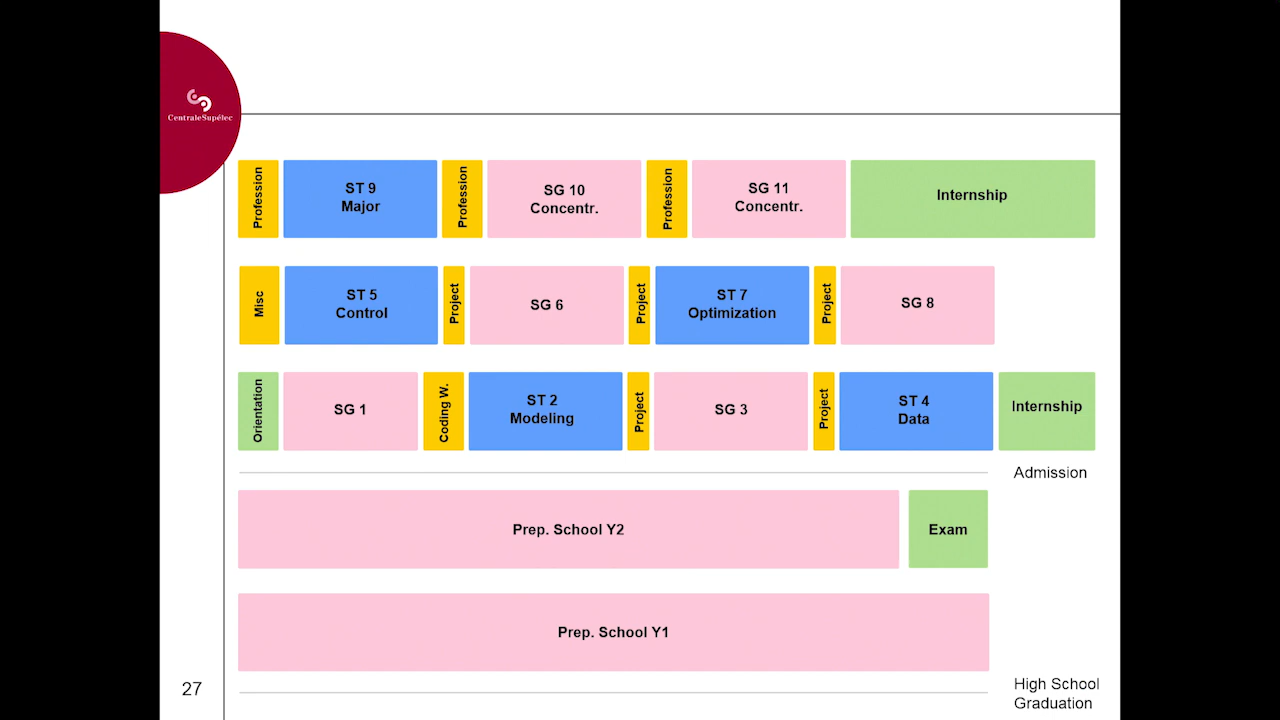 CentraleSupélec
Profession
ST 9
Major
Profession
SG 10
Concentr.
Profession
SG 11
Concentr.
Internship
Misc
ST 5
Control
Project
SG 6
Project
ST 7
Optimization
Project
SG 8
Orientation
SG 1
Coding W.
ST 2
Modeling
Project
SG 3
Project
ST 4
Data
Internship
Admission
Prep. School Y2
Exam
Prep. School Y1
High School
Graduation
27